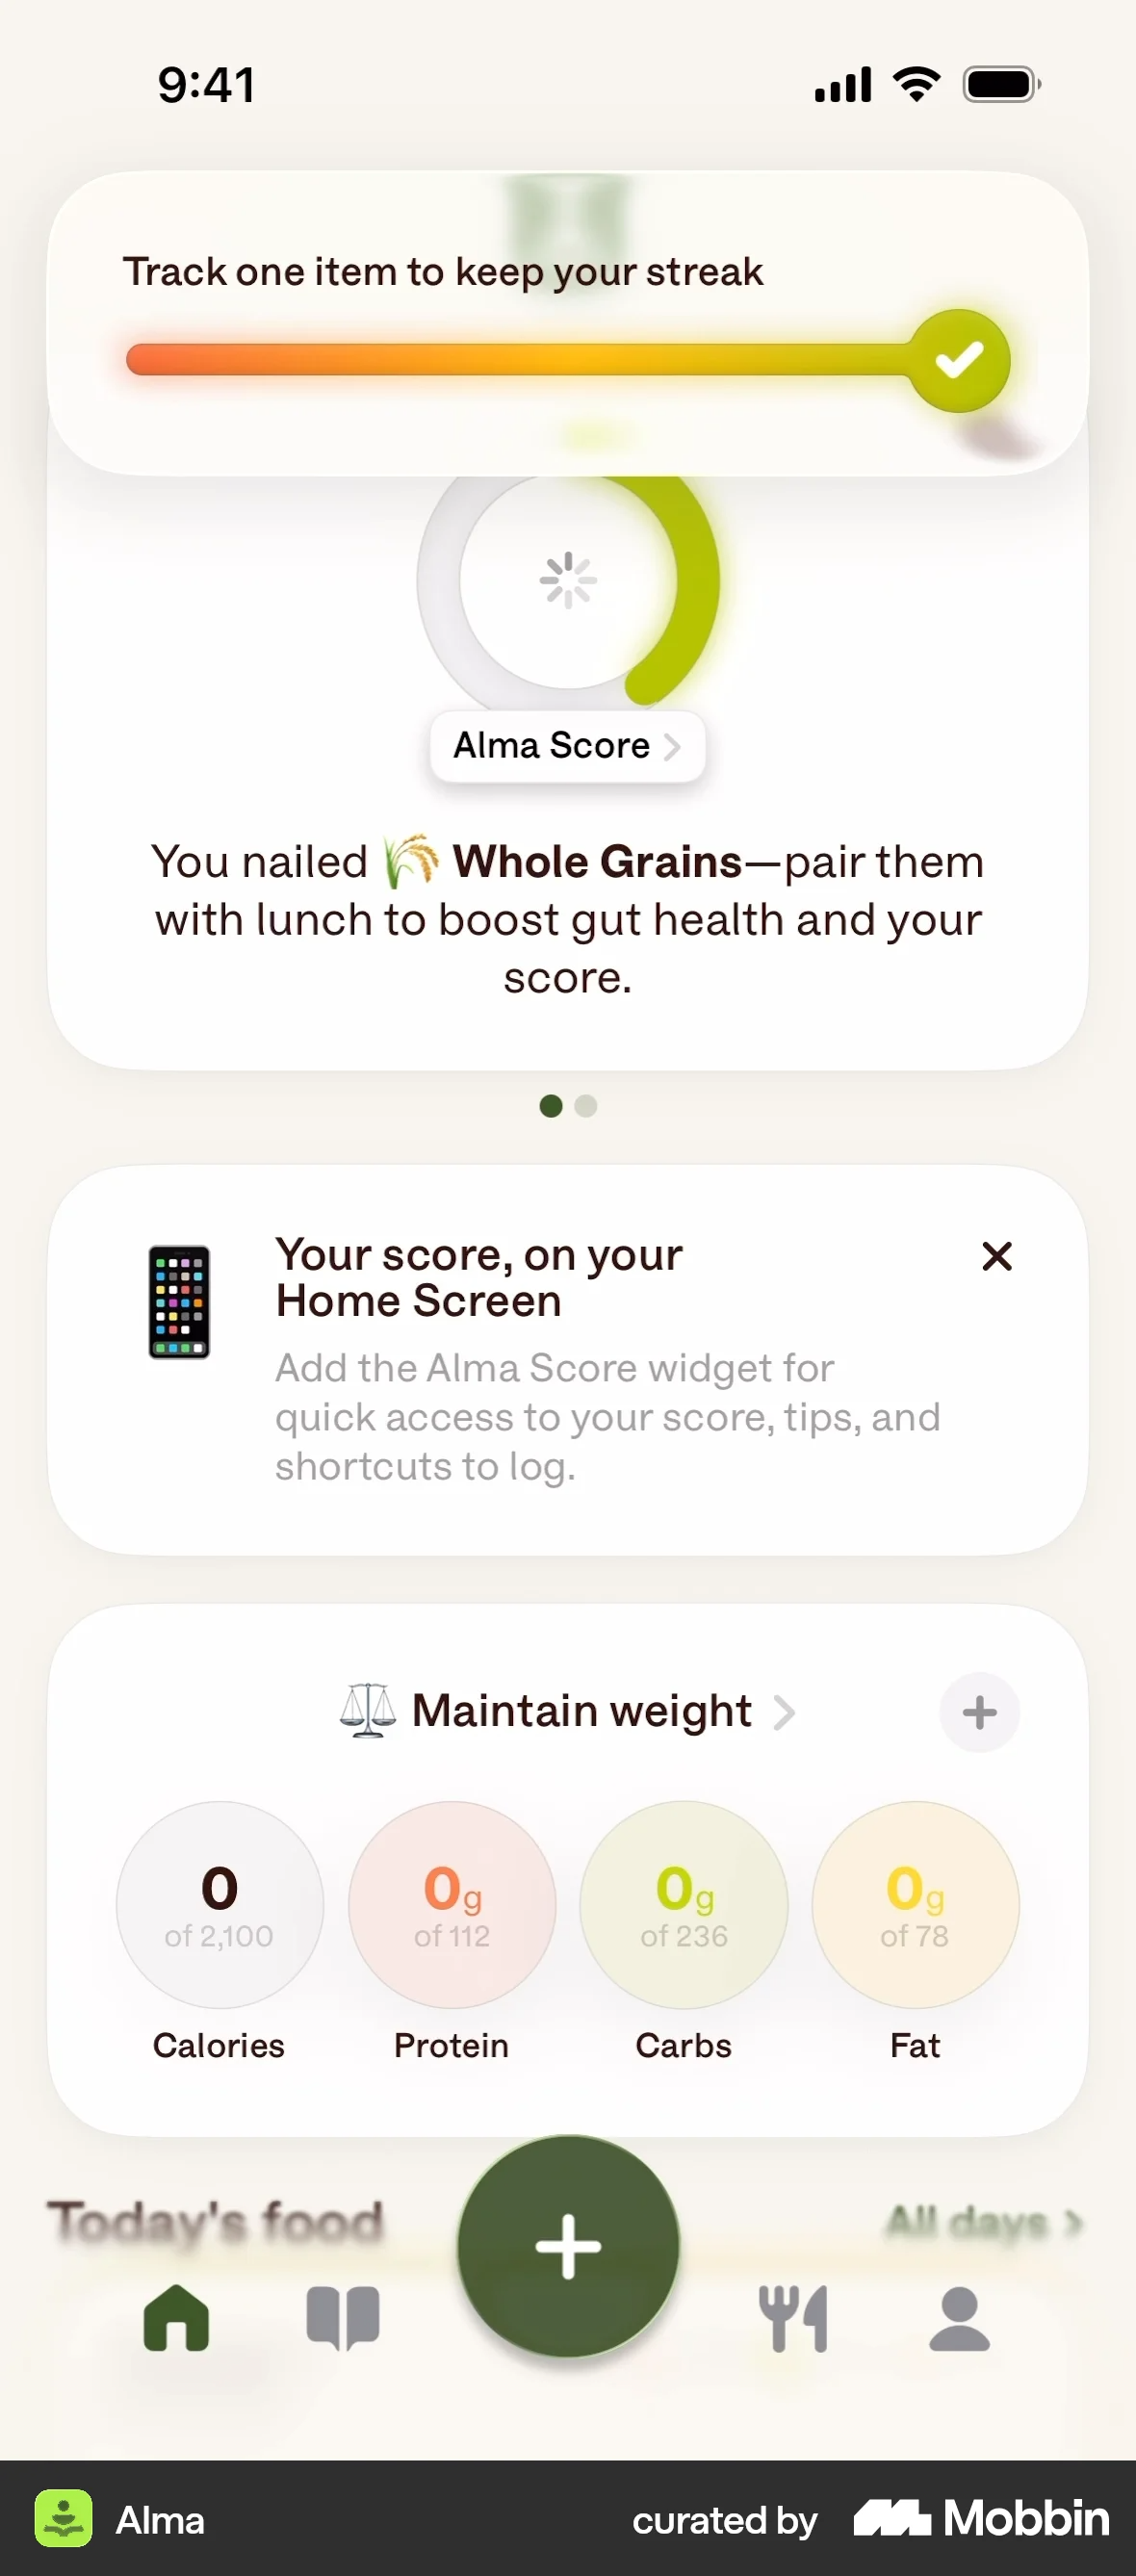 9:41
Track one item to keep your streak
Alma Score
You nailed 🌾 Whole Grains—pair them
with lunch to boost gut health and your
score.
Your score, on your
Home Screen
Add the Alma Score widget for
quick access to your score, tips, and
shortcuts to log.
Maintain weight
0
of 2,100
Calories
0g
of 112
Protein
0g
of 236
Carbs
0g
of 78
Fat
Today's food
All days
Alma
curated by Mobbin